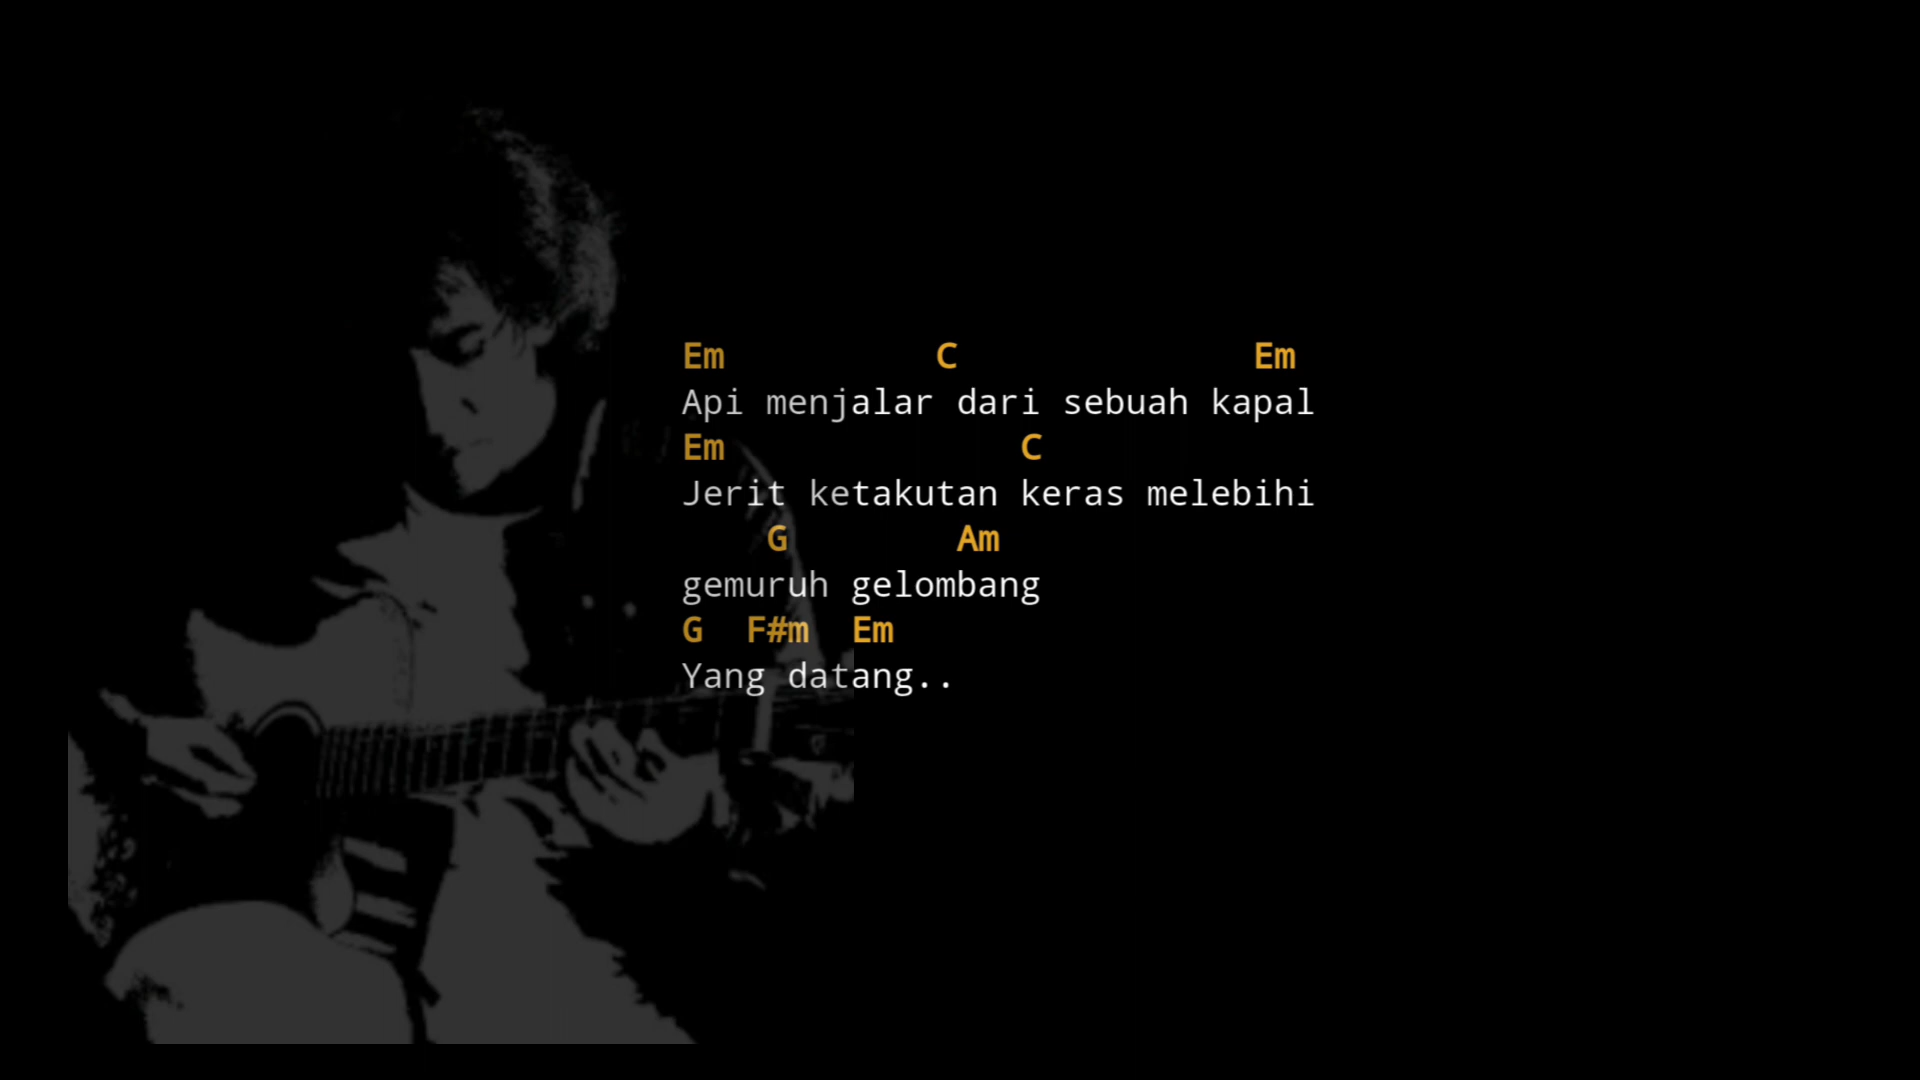 Em C Em
Api menjalar dari sebuah kapal
Em C
Jerit ketakutan keras melebihi
G Am
gemuruh gelombang
G F#m Em
Yang datang..